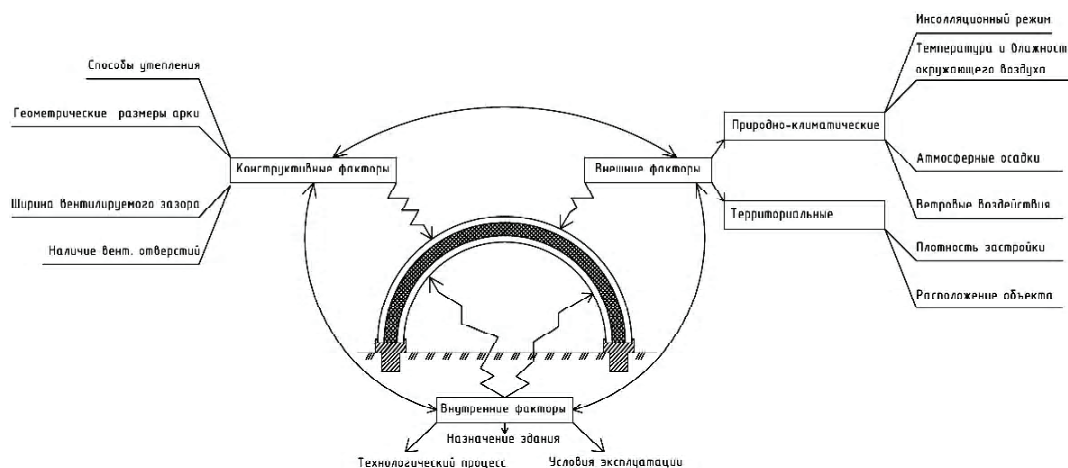 Инсолляционный режим
Температура и влажность
окружающего воздуха
Способы утепления
Геометрические размеры арки
Природно-климатические
Конструктивные факторы
Внешние факторы
Атмосферные осадки
Ширина вентилируемого зазора
Ветровые воздействия
Территориальные
Наличие вент. отверстий
Плотность застройки
Расположение объекта
Внутренние факторы
Назначение здания
Технологический процесс
Условия эксплуатации